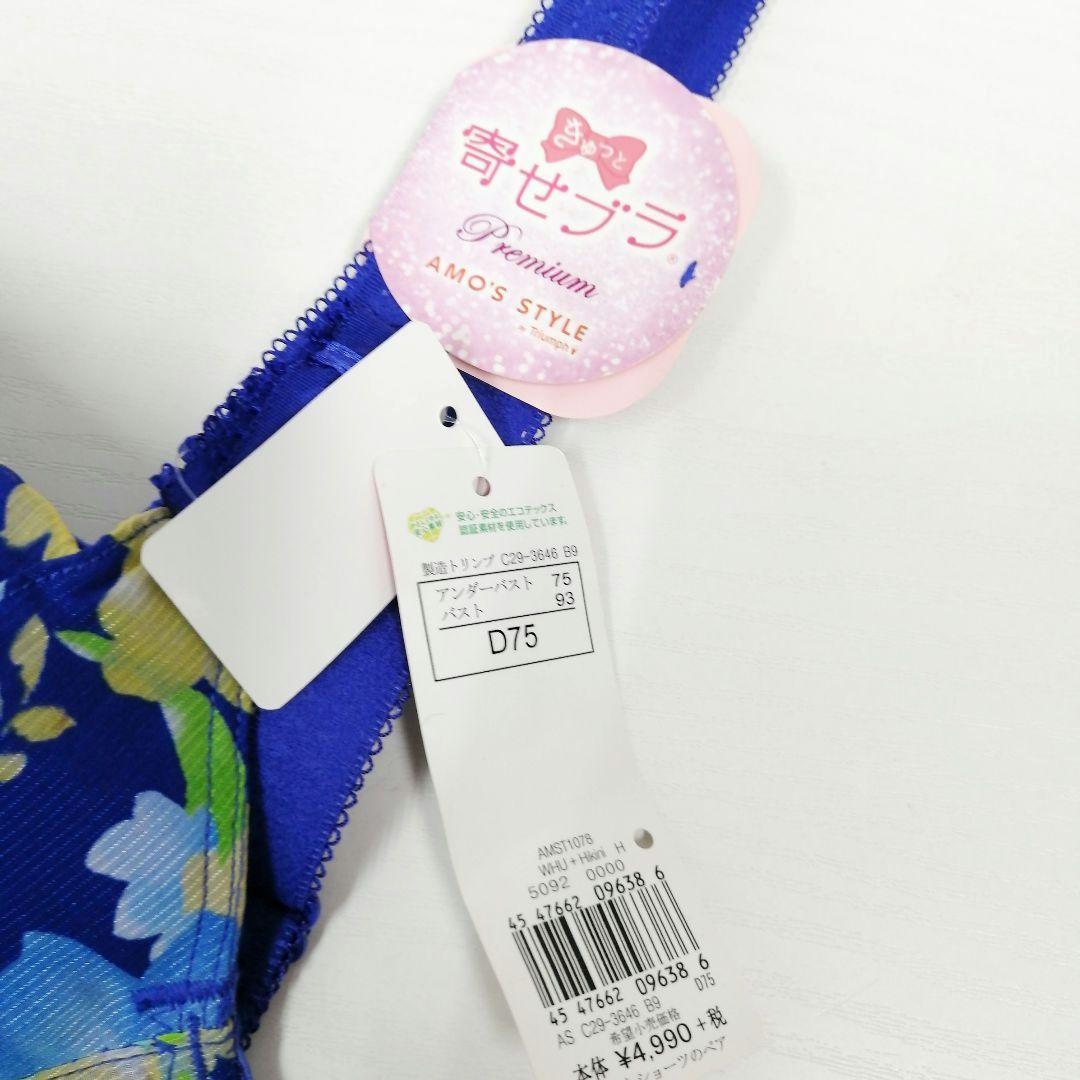 きゅっと
寄せブラ®
Premium
AMO'S STYLE
by Triumph
安心・安全のエコテックス
認証素材を使用しています。
製造トリンプ C29-3646 B9
アンダーバスト 75
バスト 93
D75
AMST1078
WHU+Hikini H
5092 0000
45 47662 09638 6
45 47662 09638 6
AS C29-3646 B9 D75
希望小売価格
本体 ¥4,990+税
ショーツのペア